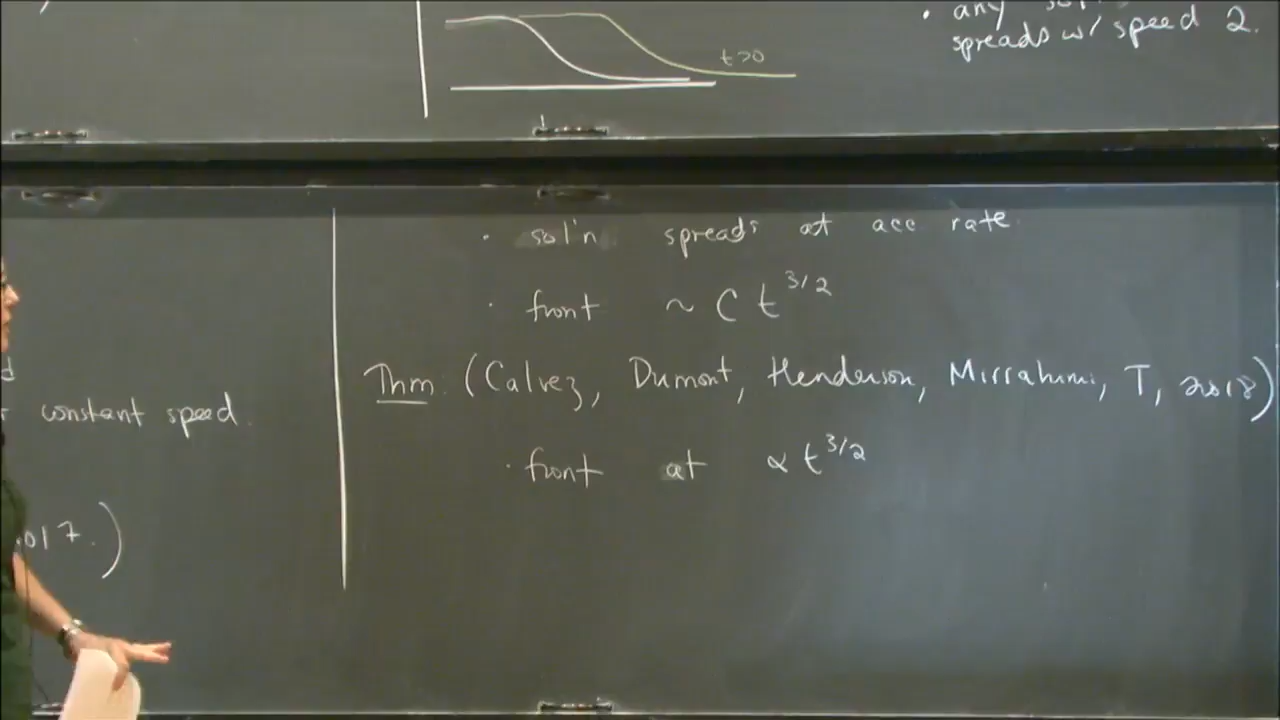 any
spreads w/ speed 2.
t>0
· sol'n spreads at acc rate.
· front ~ C t^{3/2}
Thm. (Calvez, Dumont, Henderson, Mirrahimi, T, 2018)
· front at α t^{3/2}
constant speed.
017.)